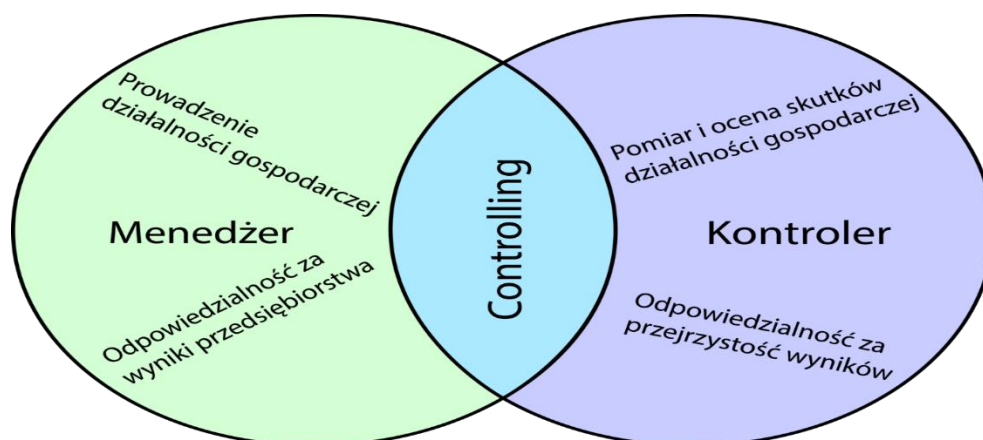 Prowadzenie
działalności gospodarczej
Menedżer
Odpowiedzialność za
wyniki przedsiębiorstwa
Controlling
Pomiar i ocena skutków
działalności gospodarczej
Kontroler
Odpowiedzialność za
przejrzystość wyników